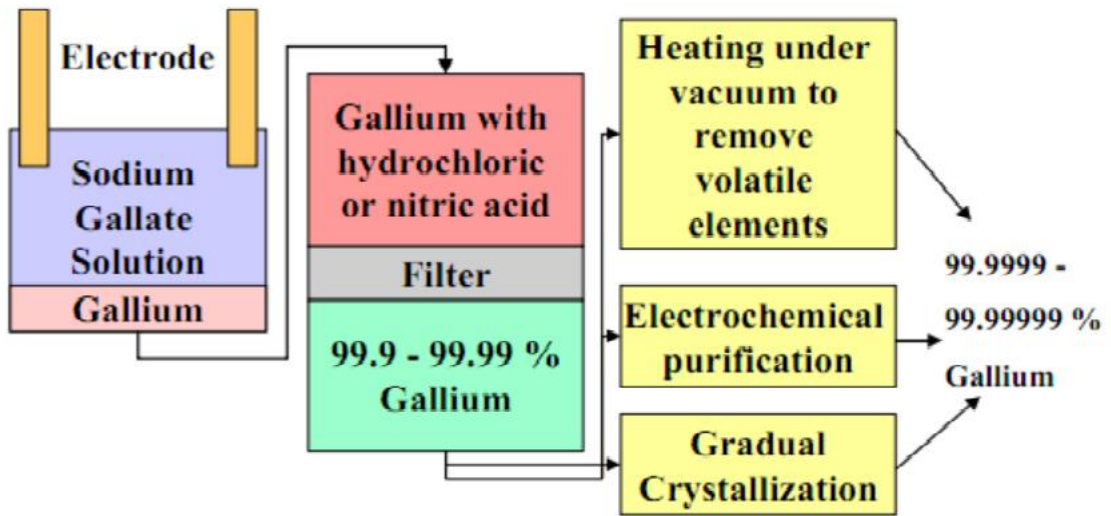 Electrode
Sodium
Gallate
Solution
Gallium
Gallium with
hydrochloric
or nitric acid
Filter
99.9 - 99.99 %
Gallium
Heating under
vacuum to
remove
volatile
elements
Electrochemical
purification
Gradual
Crystallization
99.9999 -
99.99999 %
Gallium